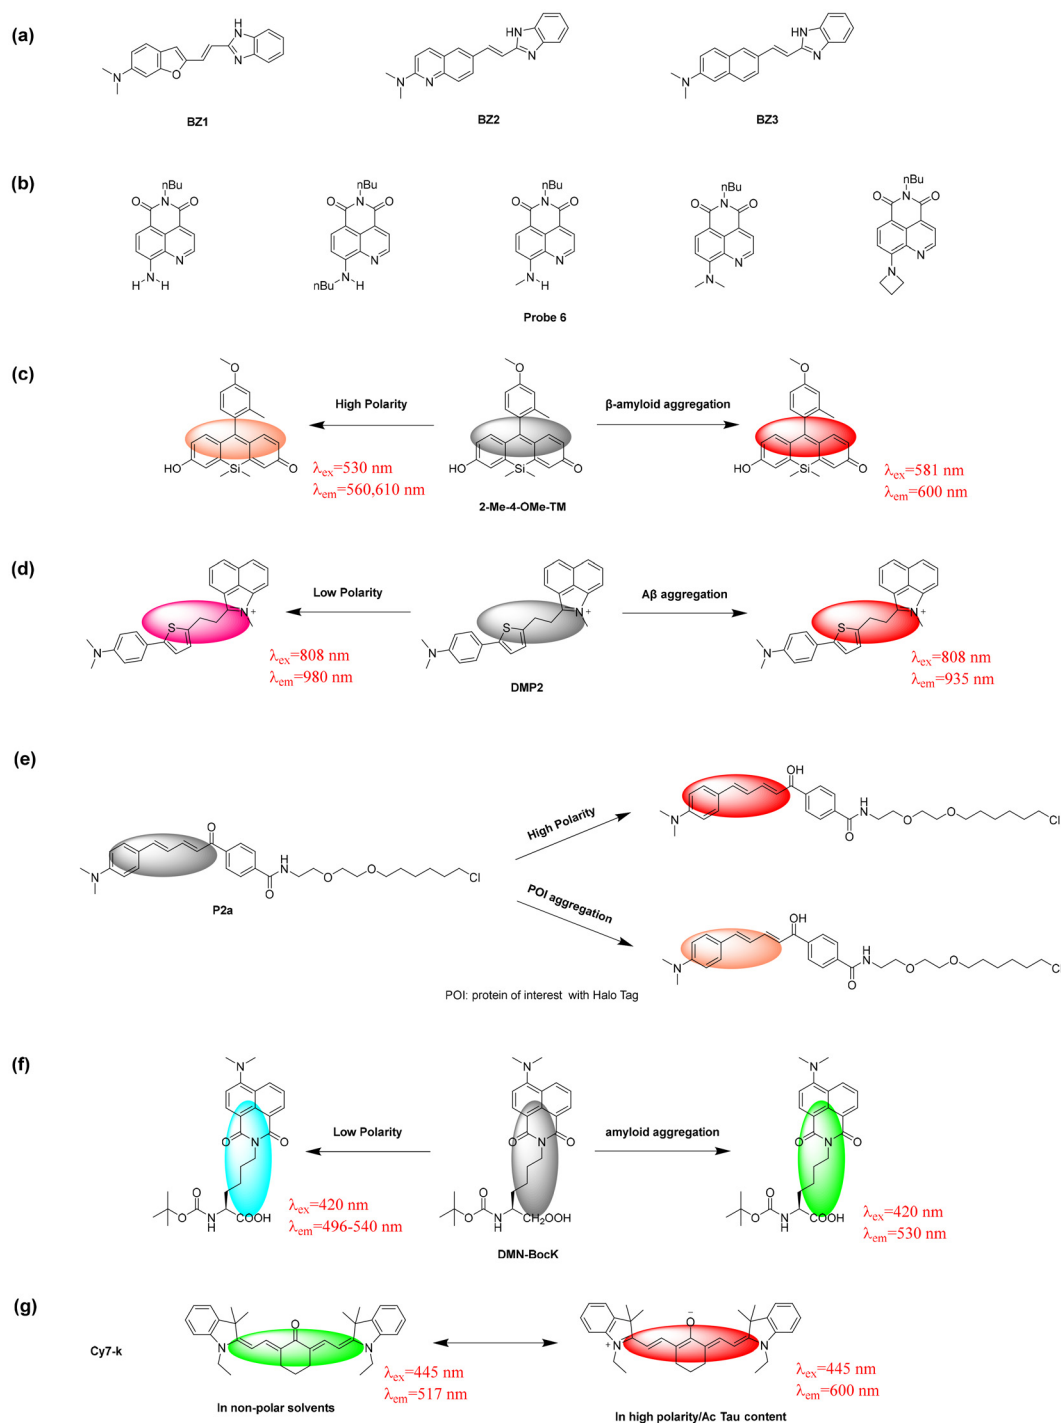 (a)
H
N
N
O
N
BZ1
HN
N
N
N
BZ2
HN
N
N
BZ3
(b)
nBu
O N O
N
H N H
nBu
O N O
N
nBu N H
nBu
O N O
N
N H
nBu
O N O
N
N
nBu
O N O
N
N
Probe 6
(c)
O
HO Si O
λex=530 nm
λem=560,610 nm
High Polarity
O
HO Si O
2-Me-4-OMe-TM
β-amyloid aggregation
O
HO Si O
λex=581 nm
λem=600 nm
(d)
N+
S
N
λex=808 nm
λem=980 nm
Low Polarity
N+
S
N
DMP2
Aβ aggregation
N+
S
N
λex=808 nm
λem=935 nm
(e)
O
N
H
N
O
O
O
Cl
P2a
High Polarity
OH
N
O
H
N
O
O
Cl
POI aggregation
OH
N
O
H
N
O
O
Cl
POI: protein of interest with Halo Tag
(f)
N
O N O
O
O N
H
COOH
λex=420 nm
λem=496-540 nm
Low Polarity
N
O N O
O
O N
H
CH2OOH
DMN-BocK
amyloid aggregation
N
O N O
O
O N
H
COOH
λex=420 nm
λem=530 nm
(g)
Cy7-k
O
N N
λex=445 nm
λem=517 nm
In non-polar solvents
O−
N+ N
λex=445 nm
λem=600 nm
In high polarity/Ac Tau content